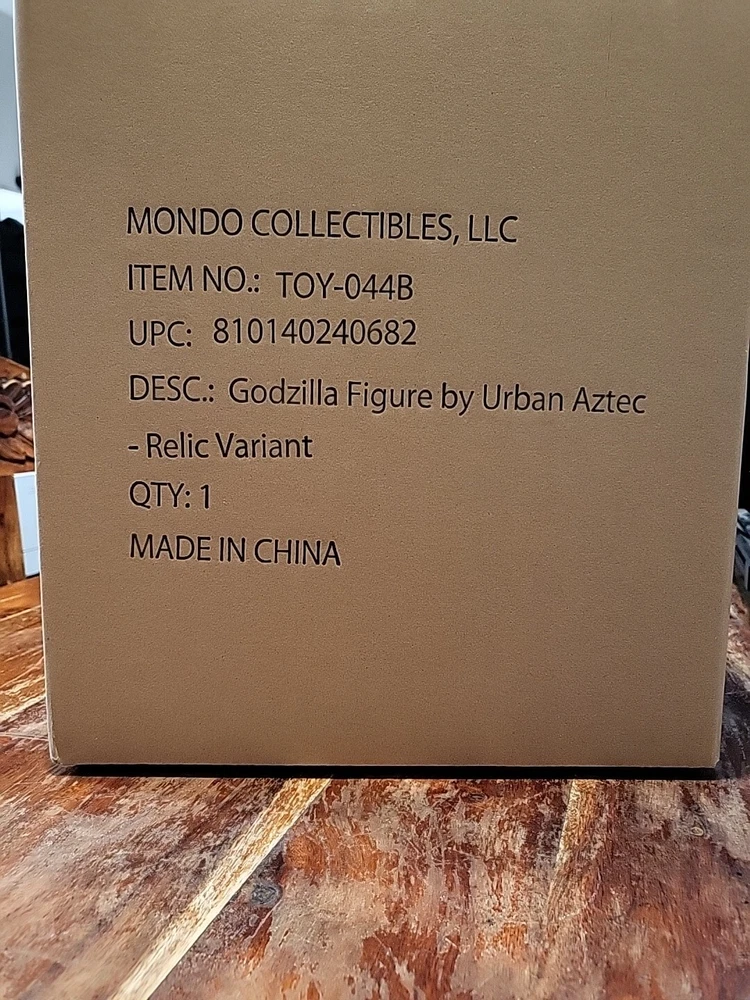 MONDO COLLECTIBLES, LLC
ITEM NO.: TOY-044B
UPC: 810140240682
DESC.: Godzilla Figure by Urban Aztec
- Relic Variant
QTY: 1
MADE IN CHINA